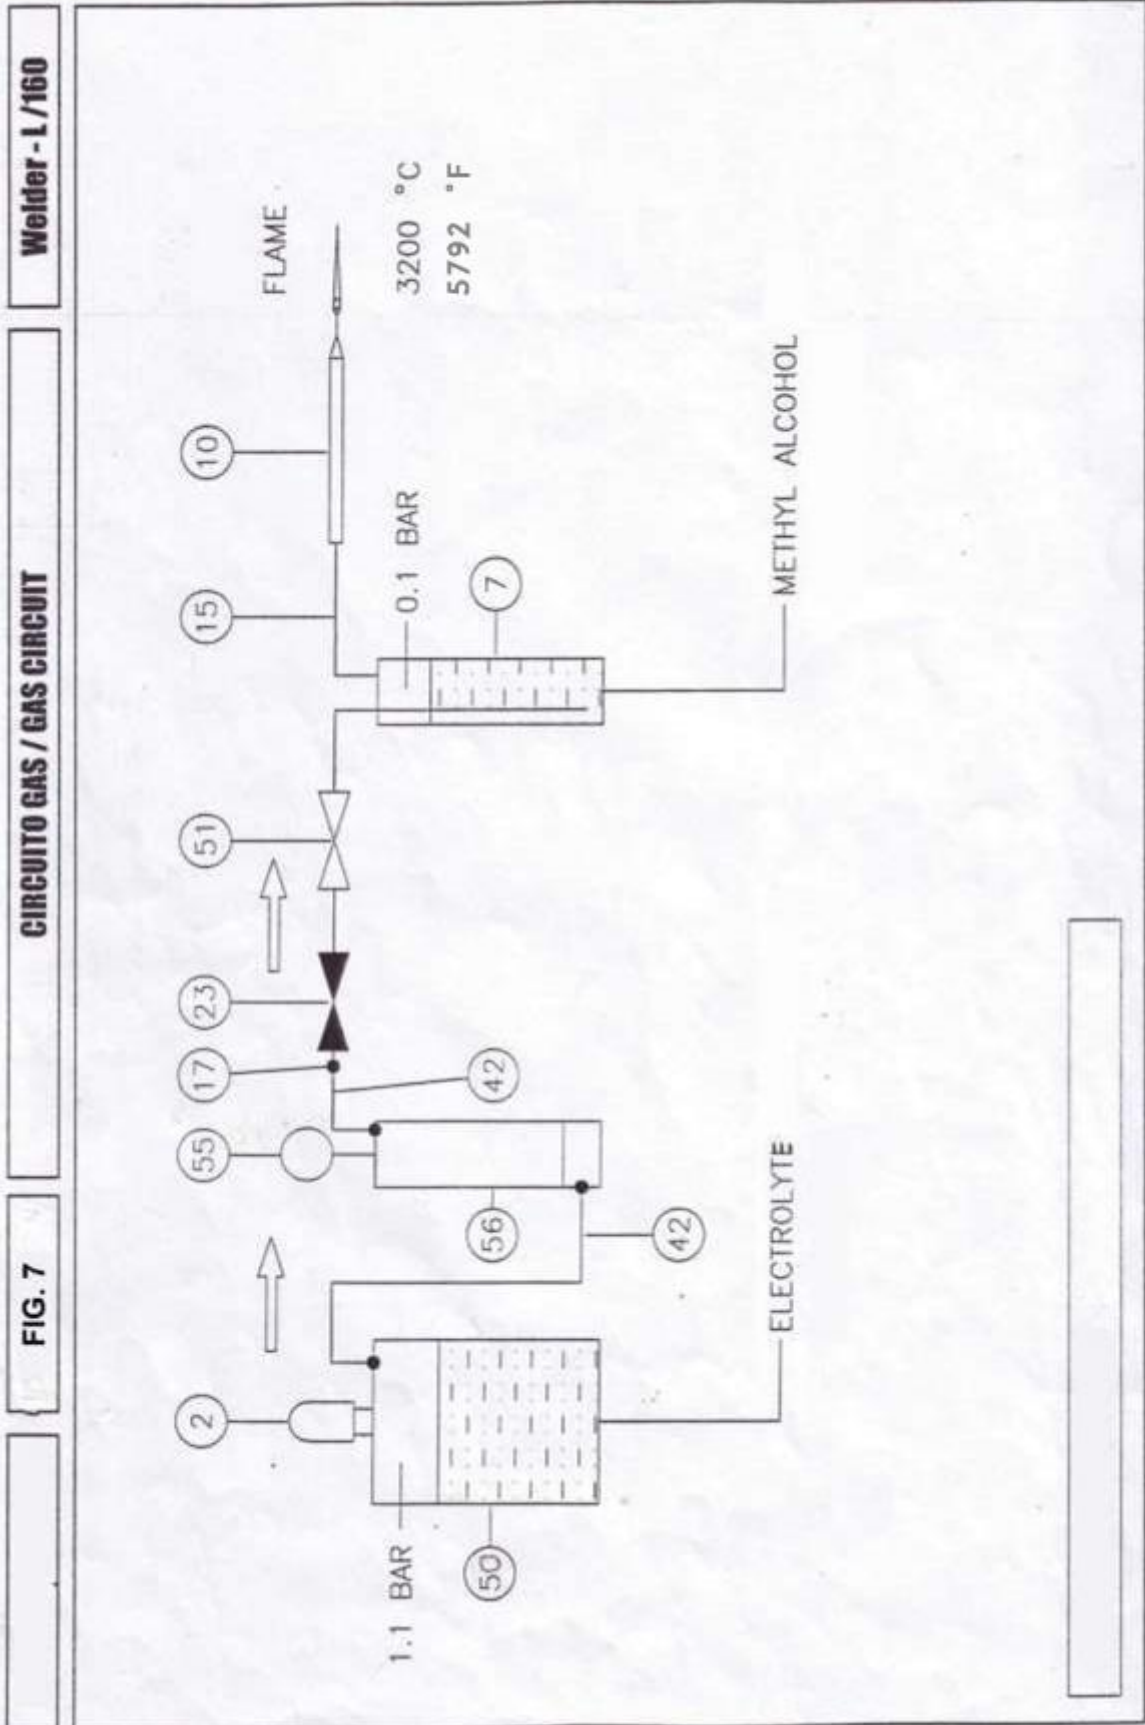 FIG. 7
CIRCUITO GAS / GAS CIRCUIT
Welder - L /160
2
55
17
23
51
15
10
FLAME
1.1 BAR
50
56
42
42
0.1 BAR
7
3200 °C
5792 °F
ELECTROLYTE
METHYL ALCOHOL